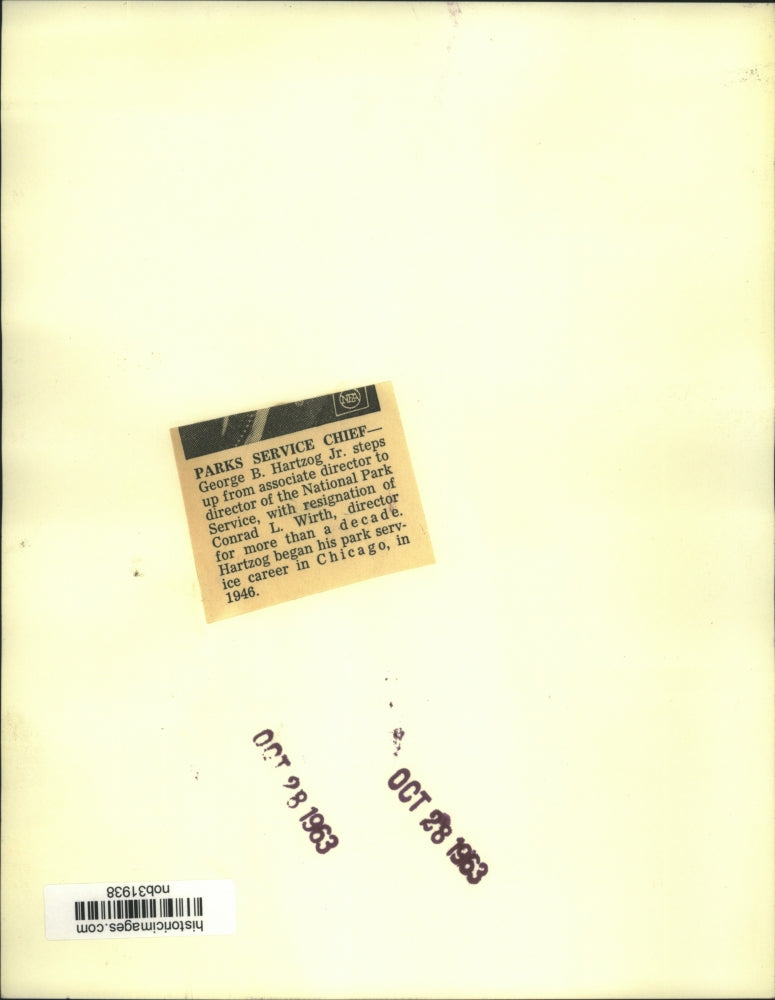 NEA
PARKS SERVICE CHIEF—
George B. Hartzog Jr. steps
up from associate director to
director of the National Park
Service, with resignation of
Conrad L. Wirth, director
for more than a decade.
Hartzog began his park serv-
ice career in Chicago, in
1946.
OCT 28 1963
OCT 28 1963
historicimages.com
nob31938